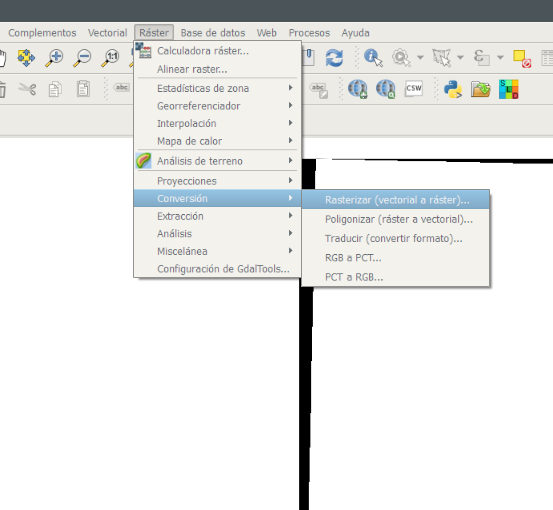 Complementos Vectorial Ráster Base de datos Web Procesos Ayuda
Calculadora ráster...
Alinear raster...
1:1
abc
abc
CSW
Estadísticas de zona
Georreferenciador
Interpolación
Mapa de calor
Análisis de terreno
Proyecciones
Conversión
Rasterizar (vectorial a ráster)...
Extracción
Poligonizar (ráster a vectorial)...
Análisis
Traducir (convertir formato)...
Miscelánea
RGB a PCT...
Configuración de GdalTools...
PCT a RGB...